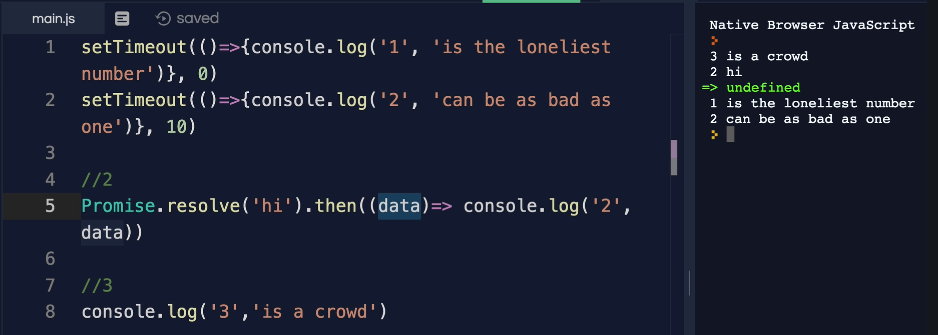 main.js saved
1 setTimeout(()=>{console.log('1', 'is the loneliest
number')}, 0)
2 setTimeout(()=>{console.log('2', 'can be as bad as
one')}, 10)
3
4 //2
5 Promise.resolve('hi').then((data)=> console.log('2',
data))
6
7 //3
8 console.log('3','is a crowd')
Native Browser JavaScript
3 is a crowd
2 hi
=> undefined
1 is the loneliest number
2 can be as bad as one